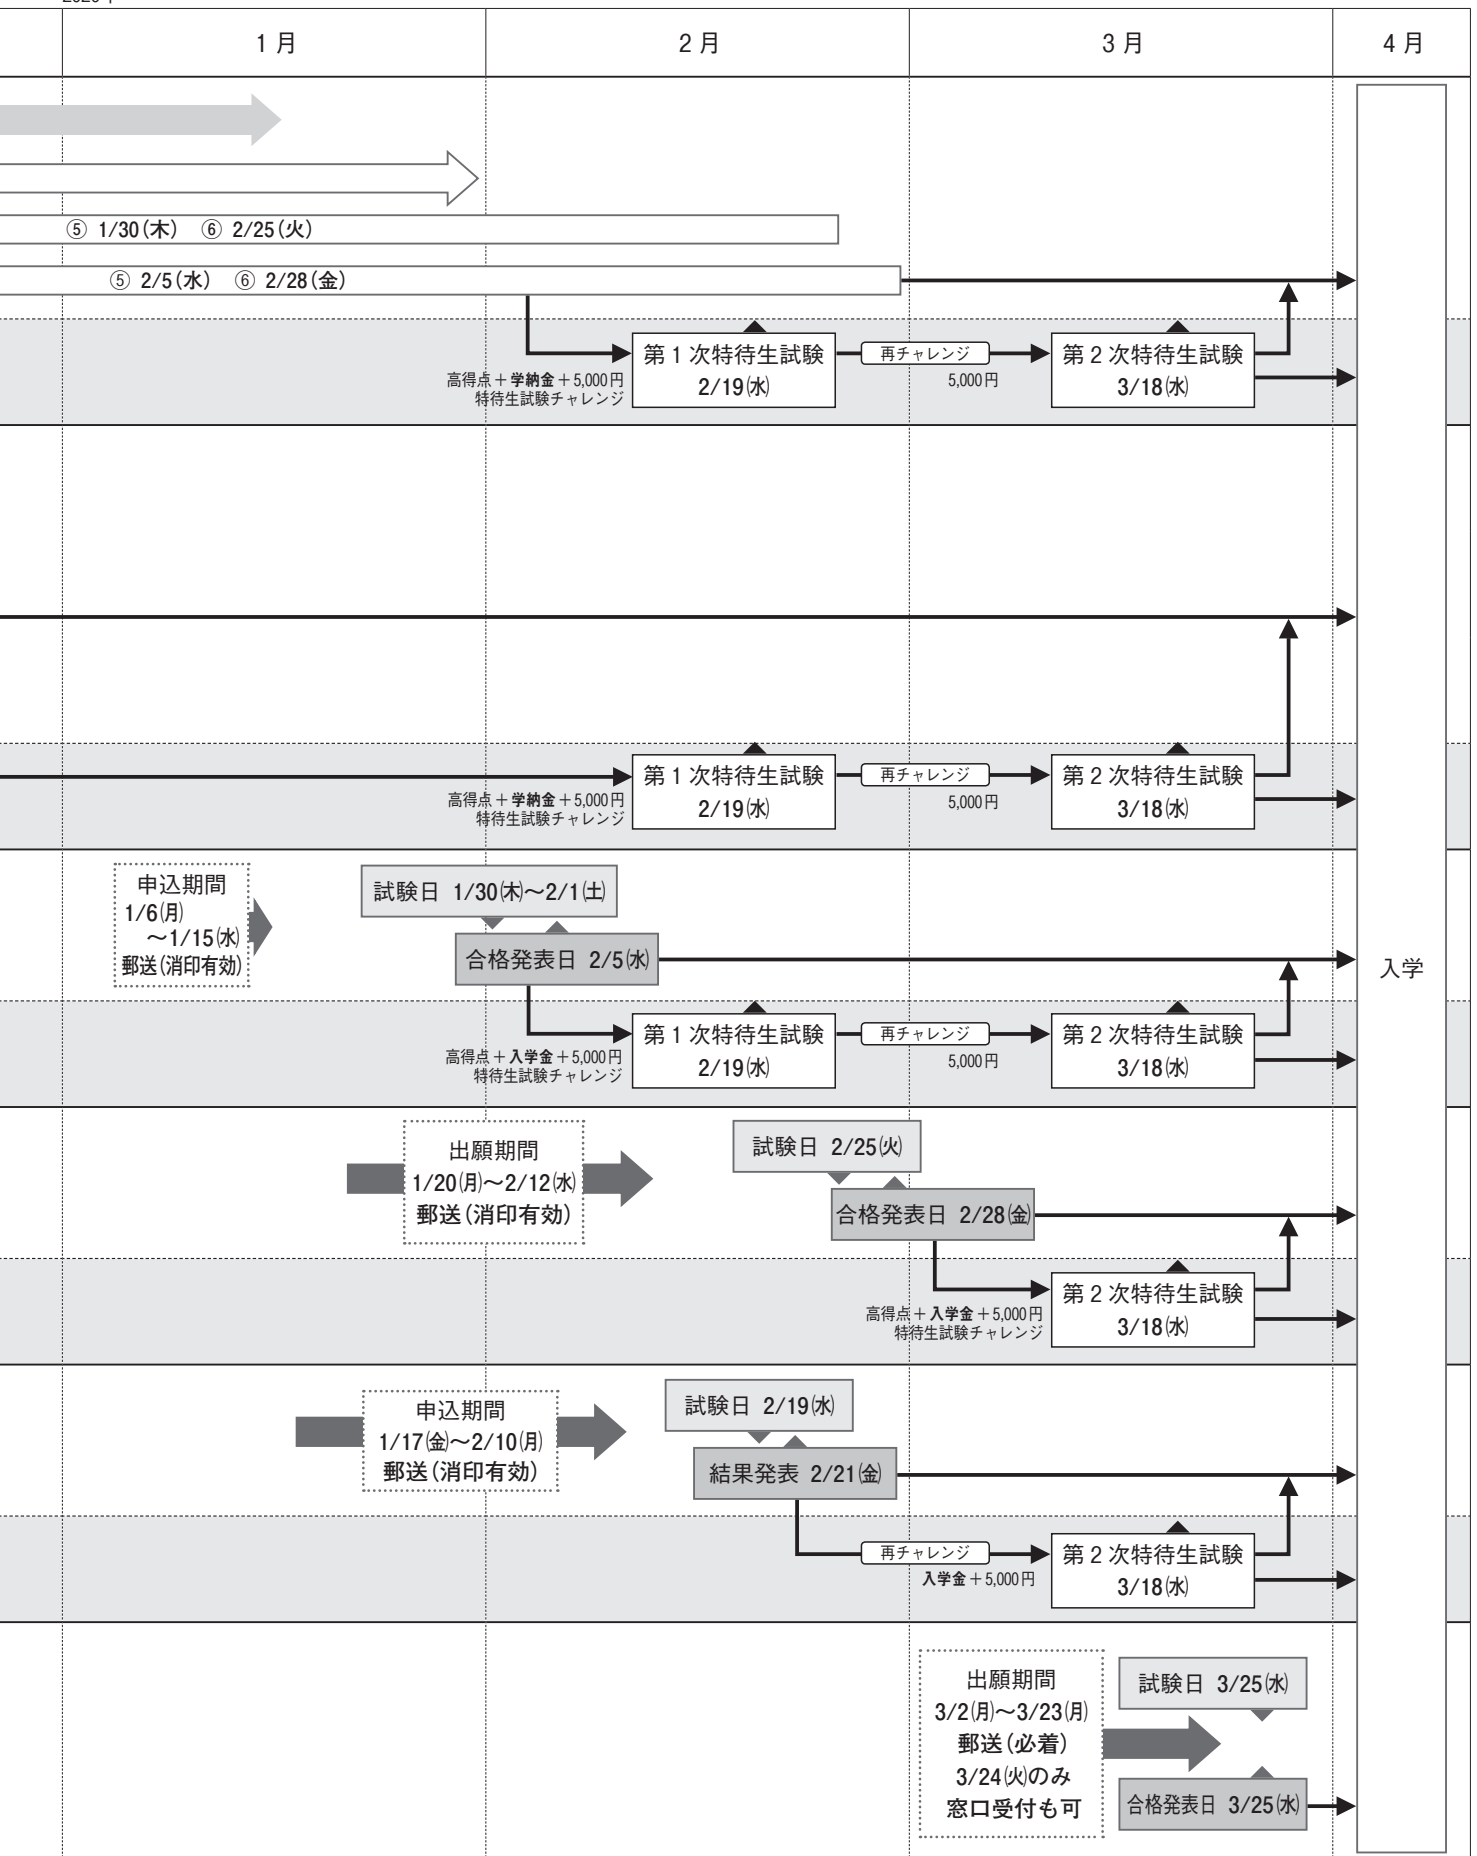 1月
2月
3月
4月
⑤ 1/30(木) ⑥ 2/25(火)
⑤ 2/5(水) ⑥ 2/28(金)
第1次特待生試験
2/19(水)
再チャレンジ
5,000円
第2次特待生試験
3/18(水)
高得点+学納金+5,000円
特待生試験チャレンジ
第1次特待生試験
2/19(水)
再チャレンジ
5,000円
第2次特待生試験
3/18(水)
高得点+学納金+5,000円
特待生試験チャレンジ
申込期間
1/6(月)
~1/15(水)
郵送(消印有効)
試験日 1/30(木)~2/1(土)
合格発表日 2/5(水)
入学
第1次特待生試験
2/19(水)
再チャレンジ
5,000円
第2次特待生試験
3/18(水)
高得点+入学金+5,000円
特待生試験チャレンジ
出願期間
1/20(月)~2/12(水)
郵送(消印有効)
試験日 2/25(火)
合格発表日 2/28(金)
第2次特待生試験
3/18(水)
高得点+入学金+5,000円
特待生試験チャレンジ
申込期間
1/17(金)~2/10(月)
郵送(消印有効)
試験日 2/19(水)
結果発表 2/21(金)
再チャレンジ
入学金+5,000円
第2次特待生試験
3/18(水)
出願期間
3/2(月)~3/23(月)
郵送(必着)
3/24(火)のみ
窓口受付も可
試験日 3/25(水)
合格発表日 3/25(水)